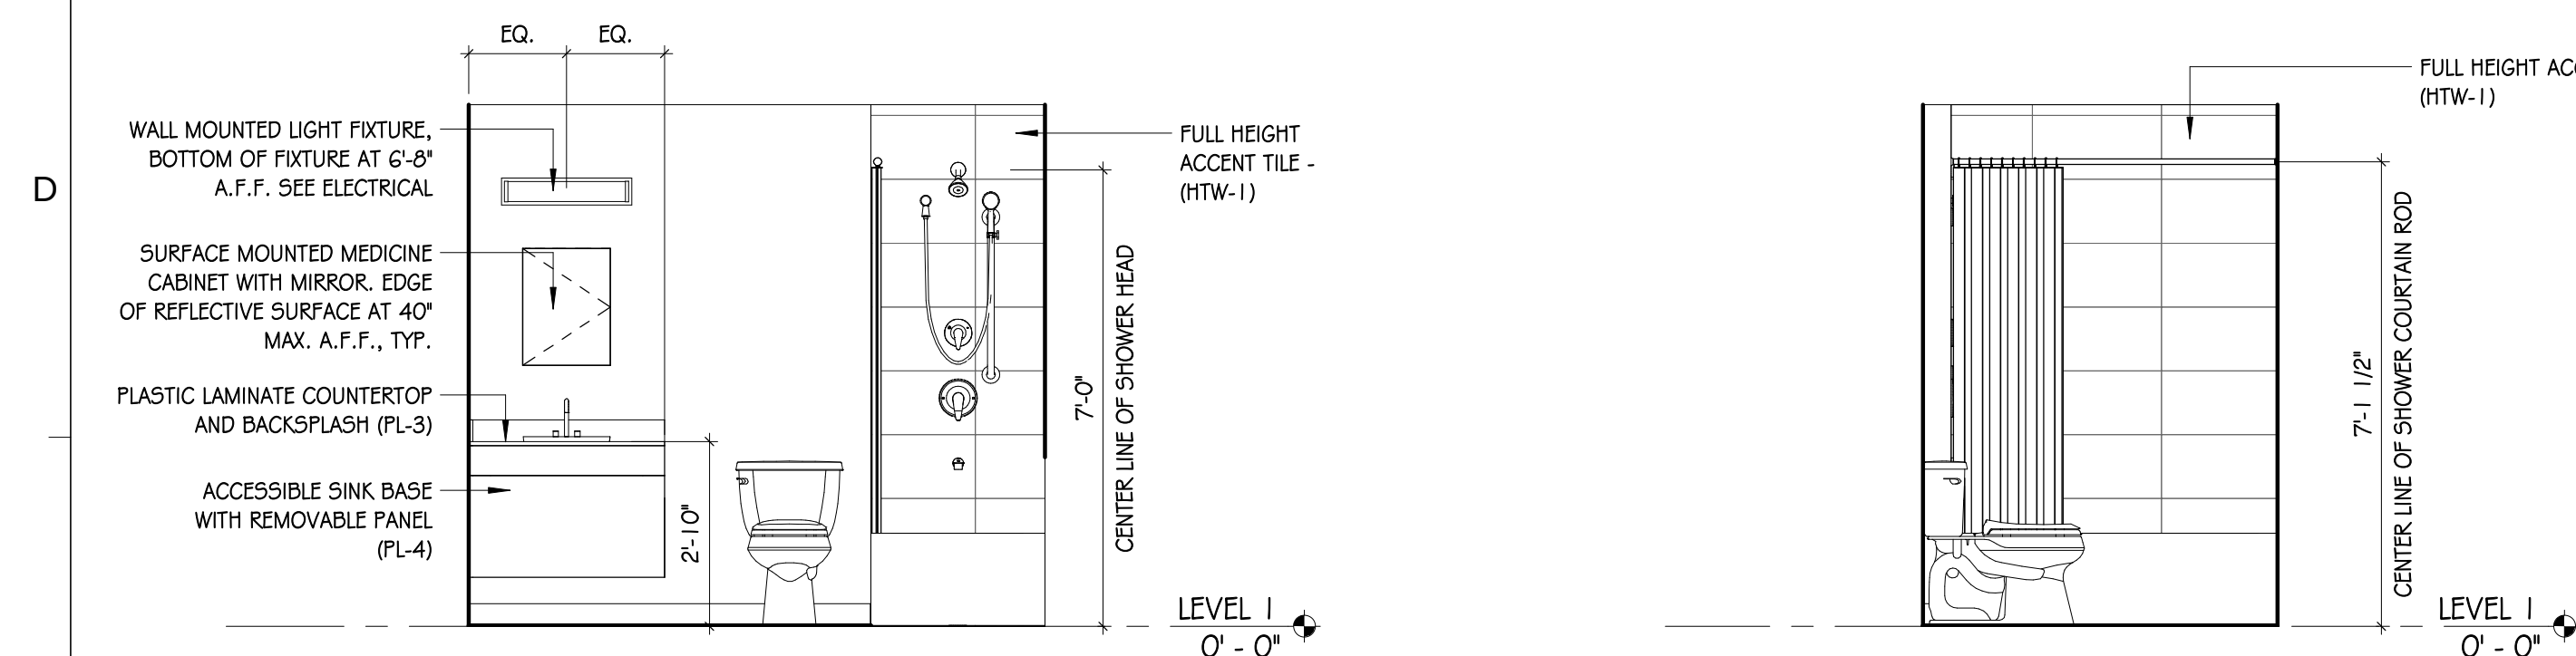 EQ. EQ.
WALL MOUNTED LIGHT FIXTURE,
BOTTOM OF FIXTURE AT 6'-8"
A.F.F. SEE ELECTRICAL
SURFACE MOUNTED MEDICINE
CABINET WITH MIRROR. EDGE
OF REFLECTIVE SURFACE AT 40"
MAX. A.F.F., TYP.
PLASTIC LAMINATE COUNTERTOP
AND BACKSPLASH (PL-3)
ACCESSIBLE SINK BASE
WITH REMOVABLE PANEL
(PL-4)
D
2'-10"
FULL HEIGHT
ACCENT TILE -
(HTW-1)
7'-0"
CENTER LINE OF SHOWER HEAD
LEVEL 1
0' - 0"
FULL HEIGHT
(HTW-1)
7'-1 1/2"
CENTER LINE OF SHOWER COURTAIN ROD
LEVEL 1
0' - 0"